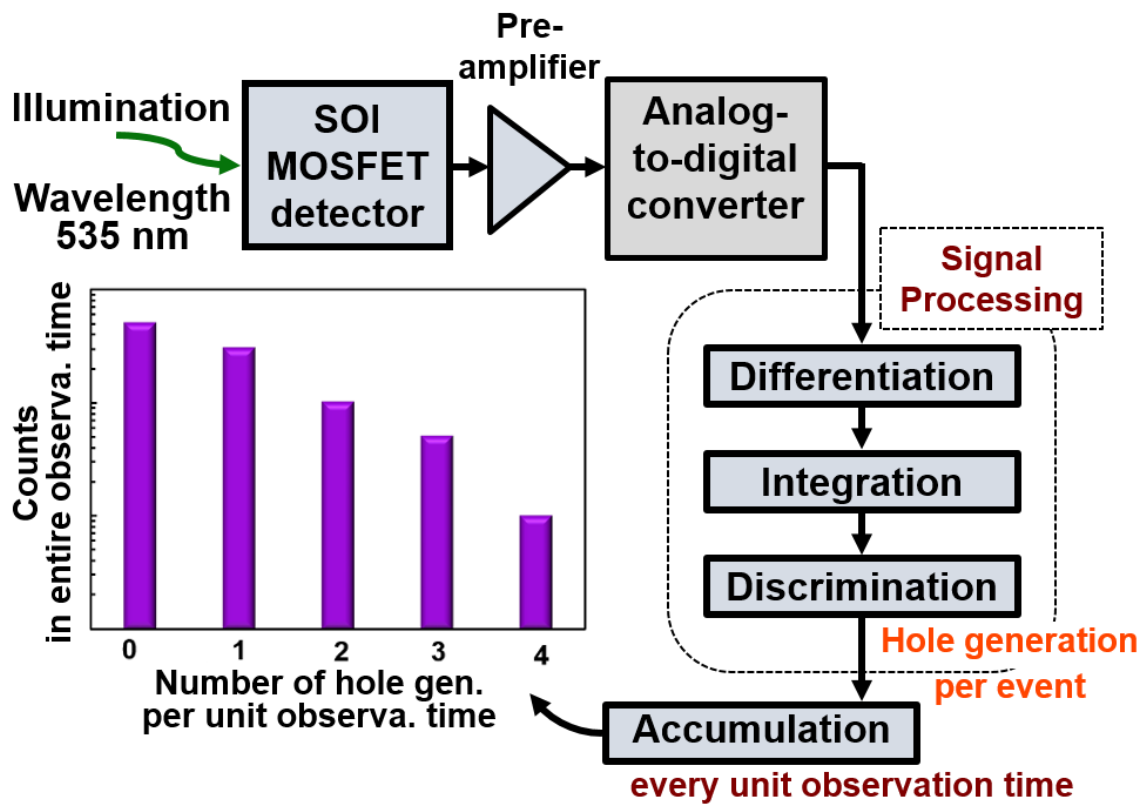 Pre-
amplifier
Illumination
Wavelength
535 nm
SOI
MOSFET
detector
Analog-
to-digital
converter
Signal
Processing
Differentiation
Integration
Discrimination
Hole generation
per event
Accumulation
every unit observation time
Counts
in entire observa. time
0 1 2 3 4
Number of hole gen.
per unit observa. time